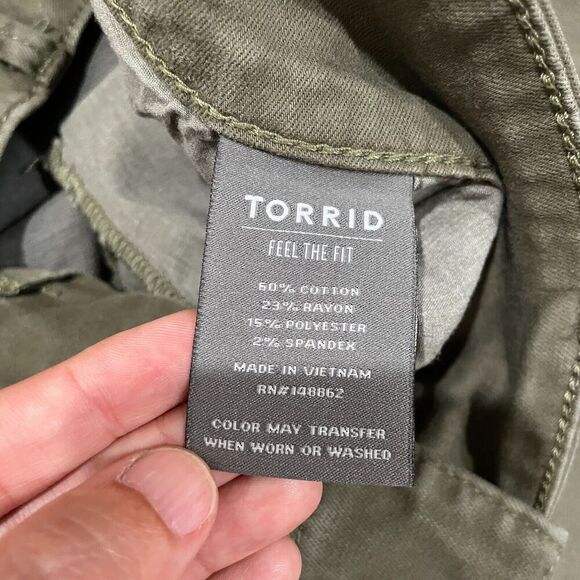 TORRID
FEEL THE FIT
60% COTTON
23% RAYON
15% POLYESTER
2% SPANDEX
MADE IN VIETNAM
RN#148862
COLOR MAY TRANSFER
WHEN WORN OR WASHED